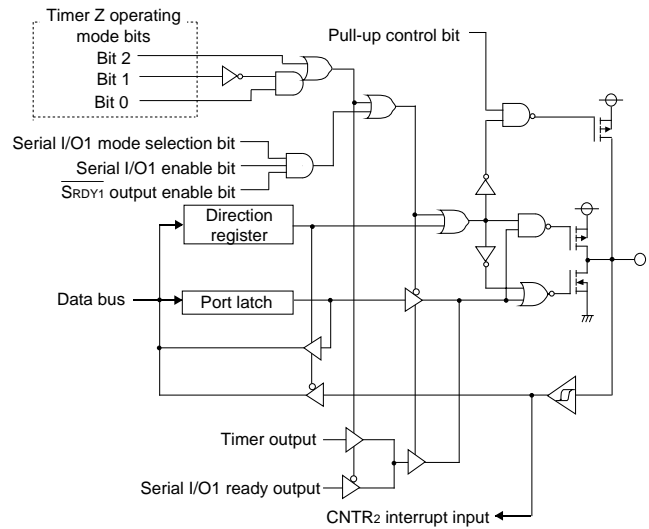 Timer Z operating
mode bits
Bit 2
Bit 1
Bit 0
Pull-up control bit
Serial I/O1 mode selection bit
Serial I/O1 enable bit
SRDY1 output enable bit
Direction
register
Data bus
Port latch
Timer output
Serial I/O1 ready output
CNTR2 interrupt input